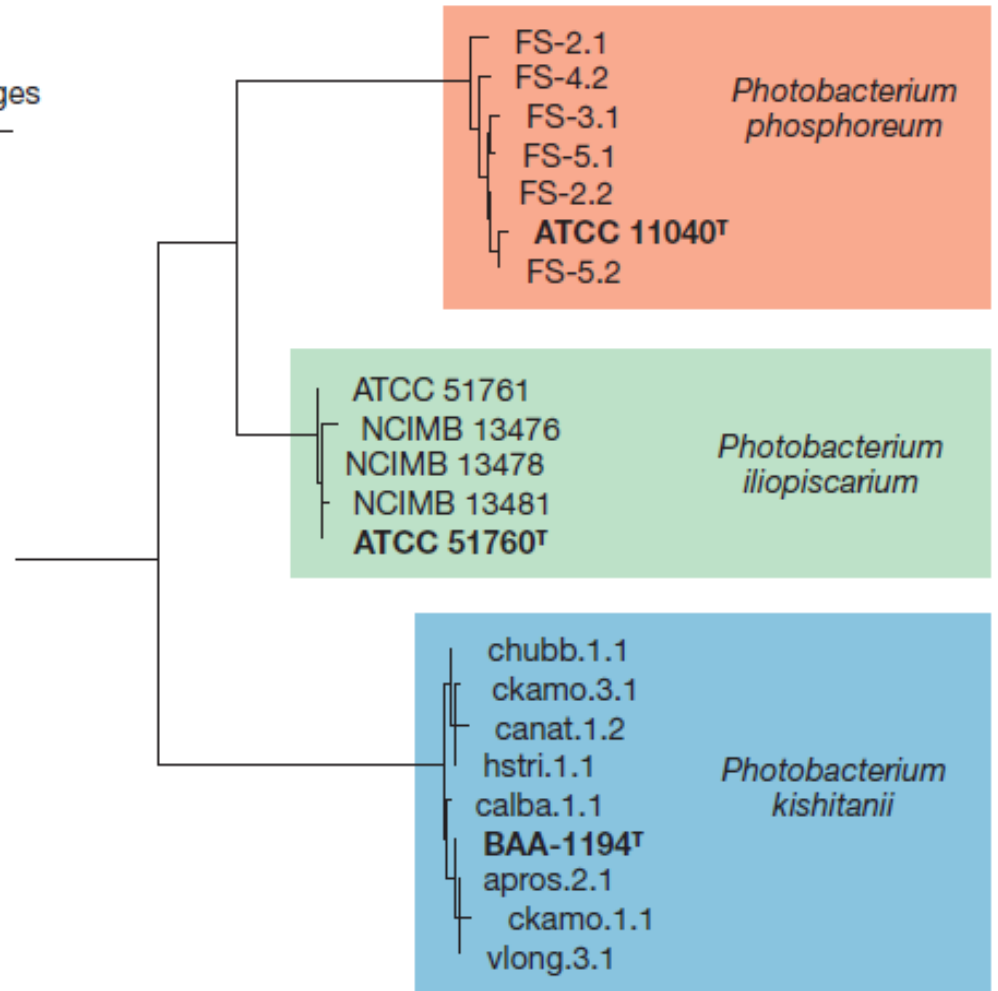 ges
FS-2.1
FS-4.2
FS-3.1
FS-5.1
FS-2.2
ATCC 11040ᵀ
FS-5.2
Photobacterium
phosphoreum
ATCC 51761
NCIMB 13476
NCIMB 13478
NCIMB 13481
ATCC 51760ᵀ
Photobacterium
iliopiscarium
chubb.1.1
ckamo.3.1
canat.1.2
hstri.1.1
calba.1.1
BAA-1194ᵀ
apros.2.1
ckamo.1.1
vlong.3.1
Photobacterium
kishitanii